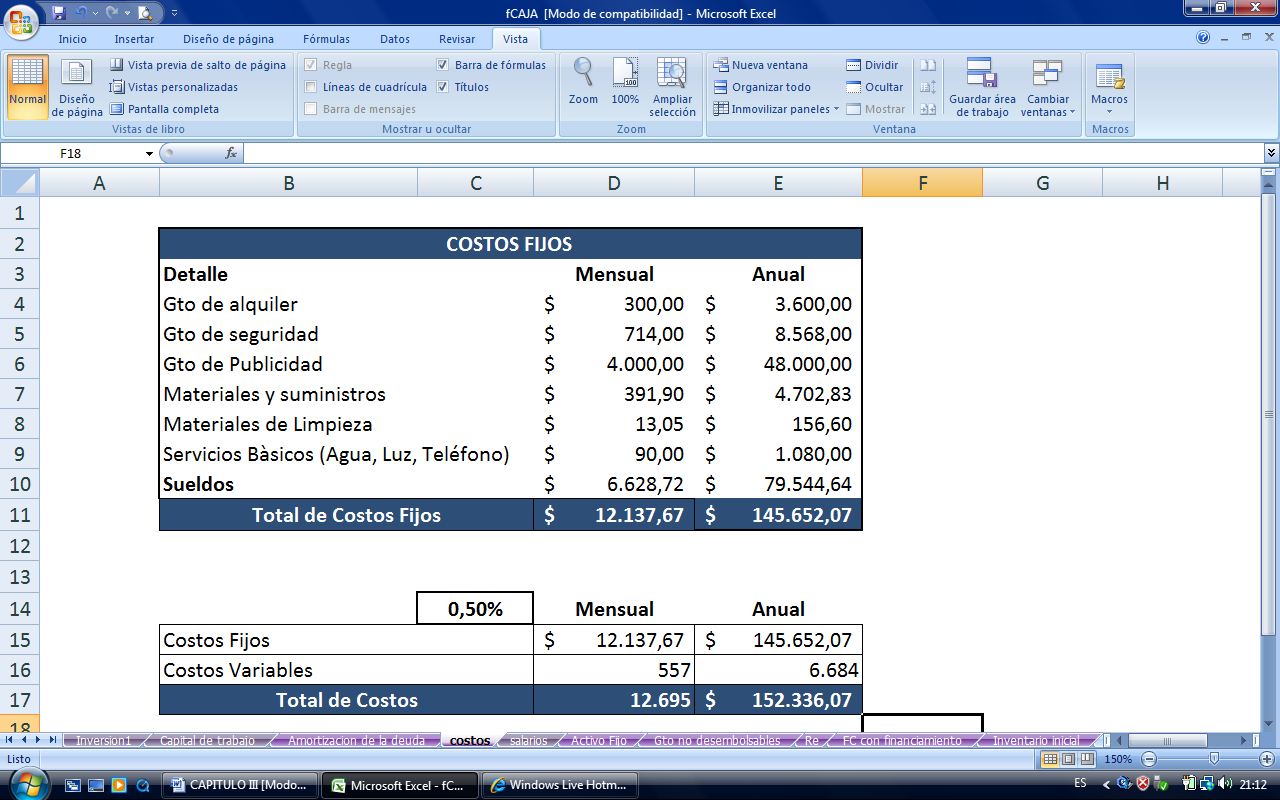 fCAJA [Modo de compatibilidad] - Microsoft Excel
Inicio Insertar Diseño de página Fórmulas Datos Revisar Vista
Normal
Diseño de página
Vista previa de salto de página
Vistas personalizadas
Pantalla completa
Vistas de libro
Regla
Líneas de cuadrícula
Barra de mensajes
Barra de fórmulas
Títulos
Mostrar u ocultar
Zoom
100%
Ampliar selección
Zoom
Nueva ventana
Organizar todo
Inmovilizar paneles
Dividir
Ocultar
Mostrar
Guardar área de trabajo
Cambiar ventanas
Ventana
Macros
Macros
F18 fx
A B C D E F G H
1
2 COSTOS FIJOS
3 Detalle Mensual Anual
4 Gto de alquiler $ 300,00 $ 3.600,00
5 Gto de seguridad $ 714,00 $ 8.568,00
6 Gto de Publicidad $ 4.000,00 $ 48.000,00
7 Materiales y suministros $ 391,90 $ 4.702,83
8 Materiales de Limpieza $ 13,05 $ 156,60
9 Servicios Bàsicos (Agua, Luz, Teléfono) $ 90,00 $ 1.080,00
10 Sueldos $ 6.628,72 $ 79.544,64
11 Total de Costos Fijos $ 12.137,67 $ 145.652,07
12
13
14 0,50% Mensual Anual
15 Costos Fijos $ 12.137,67 $ 145.652,07
16 Costos Variables 557 6.684
17 Total de Costos 12.695 $ 152.336,07
18
Inversion1 Capital de trabajo Amortizacion de la deuda costos salarios Activo Fijo Gto no desembolsables Re FC con financiamiento Inventario inicial
Listo 150%
CAPITULO III [Modo... Microsoft Excel - fC... Windows Live Hotm... ES 21:12